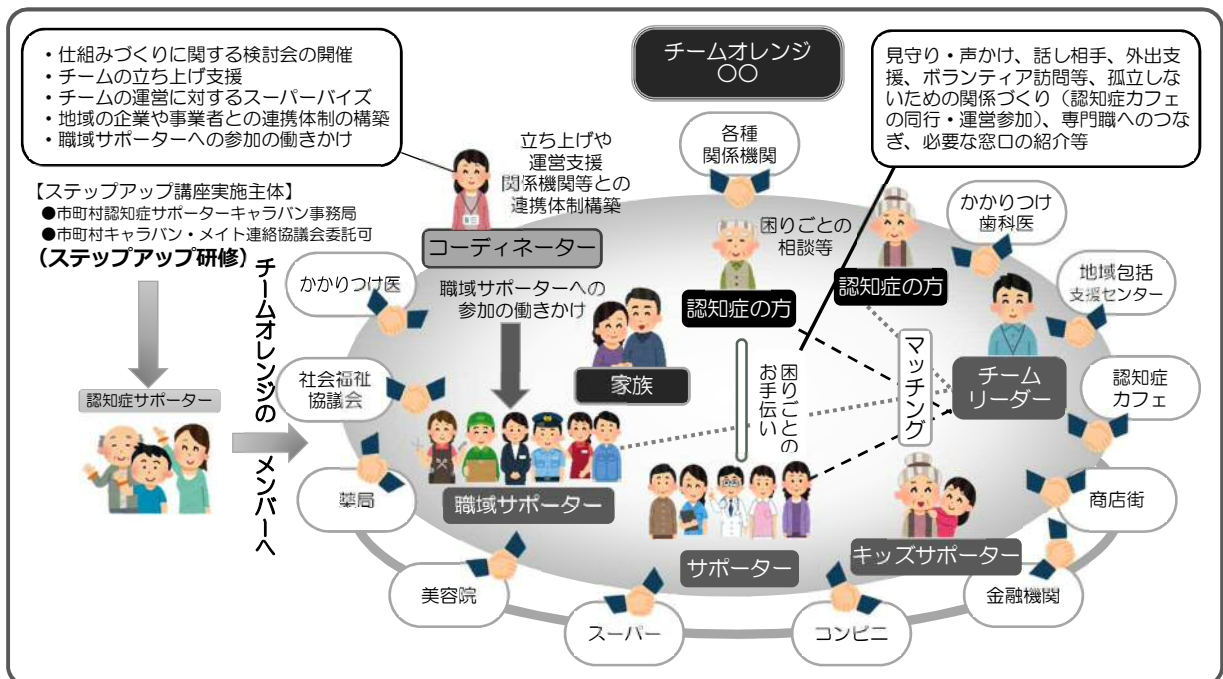 ・仕組みづくりに関する検討会の開催
・チームの立ち上げ支援
・チームの運営に対するスーパーバイズ
・地域の企業や事業者との連携体制の構築
・職域サポーターへの参加の働きかけ
チームオレンジ
〇〇
見守り・声かけ、話し相手、外出支
援、ボランティア訪問等、孤立しな
いための関係づくり（認知症カフェ
の同行・運営参加）、専門職へのつな
ぎ、必要な窓口の紹介等
【ステップアップ講座実施主体】
●市町村認知症サポーターキャラバン事務局
●市町村キャラバン・メイト連絡協議会委託可
（ステップアップ研修）
認知症サポーター
チームオレンジの　メンバーへ
立ち上げや
運営支援
関係機関等との
連携体制構築
コーディネーター
職域サポーターへの
参加の働きかけ
各種
関係機関
困りごとの
相談等
認知症の方
認知症の方
かかりつけ
歯科医
地域包括
支援センター
かかりつけ医
社会福祉
協議会
家族
困りごとの
お手伝い
マッチング
チーム
リーダー
認知症
カフェ
薬局
職域サポーター
サポーター
キッズサポーター
商店街
美容院
スーパー
コンビニ
金融機関